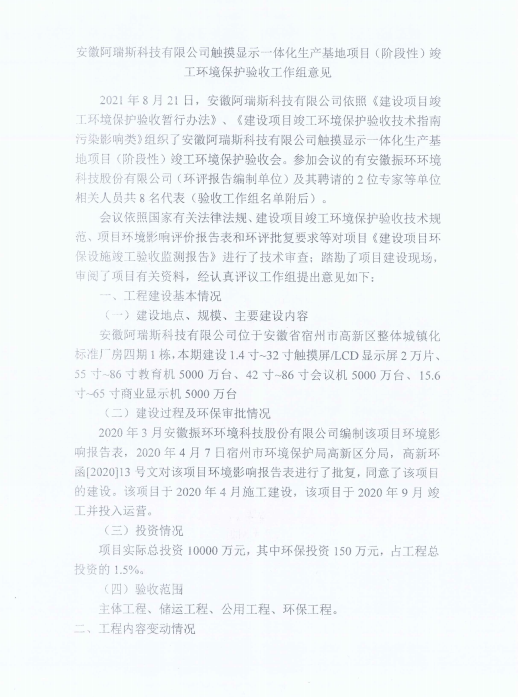 安徽阿瑞斯科技有限公司触摸显示一体化生产基地项目（阶段性）竣
工环境保护验收工作组意见
2021 年 8 月 21 日，安徽阿瑞斯科技有限公司依照《建设项目竣
工环境保护验收暂行办法》、《建设项目竣工环境保护验收技术指南
污染影响类》组织了安徽阿瑞斯科技有限公司触摸显示一体化生产基
地项目（阶段性）竣工环境保护验收会。参加会议的有安徽振环环境
科技股份有限公司（环评报告编制单位）及其聘请的 2 位专家等单位
相关人员共 8 名代表（验收工作组名单附后）。
会议依照国家有关法律法规、建设项目竣工环境保护验收技术规
范、项目环境影响评价报告表和环评批复要求等对项目《建设项目环
保设施竣工验收监测报告》进行了技术审查；踏勘了项目建设现场，
审阅了项目有关资料，经认真评议工作组提出意见如下：
一、工程建设基本情况
（一）建设地点、规模、主要建设内容
安徽阿瑞斯科技有限公司位于安徽省宿州市高新区整体城镇化
标准厂房四期 1 栋，本期建设 1.4 寸~32 寸触摸屏/LCD 显示屏 2 万片、
55 寸~86 寸教育机 5000 万台、42 寸~86 寸会议机 5000 万台、15.6
寸~65 寸商业显示机 5000 万台
（二）建设过程及环保审批情况
2020 年 3 月安徽振环环境科技股份有限公司编制该项目环境影
响报告表，2020 年 4 月 7 日宿州市环境保护局高新区分局，高新环
函[2020]13 号文对该项目环境影响报告表进行了批复，同意了该项目
的建设。该项目于 2020 年 4 月施工建设，该项目于 2020 年 9 月 竣
工并投入运营。
（三）投资情况
项目实际总投资 10000 万元，其中环保投资 150 万元，占工程总
投资的 1.5%。
（四）验收范围
主体工程、储运工程、公用工程、环保工程。
二、工程内容变动情况